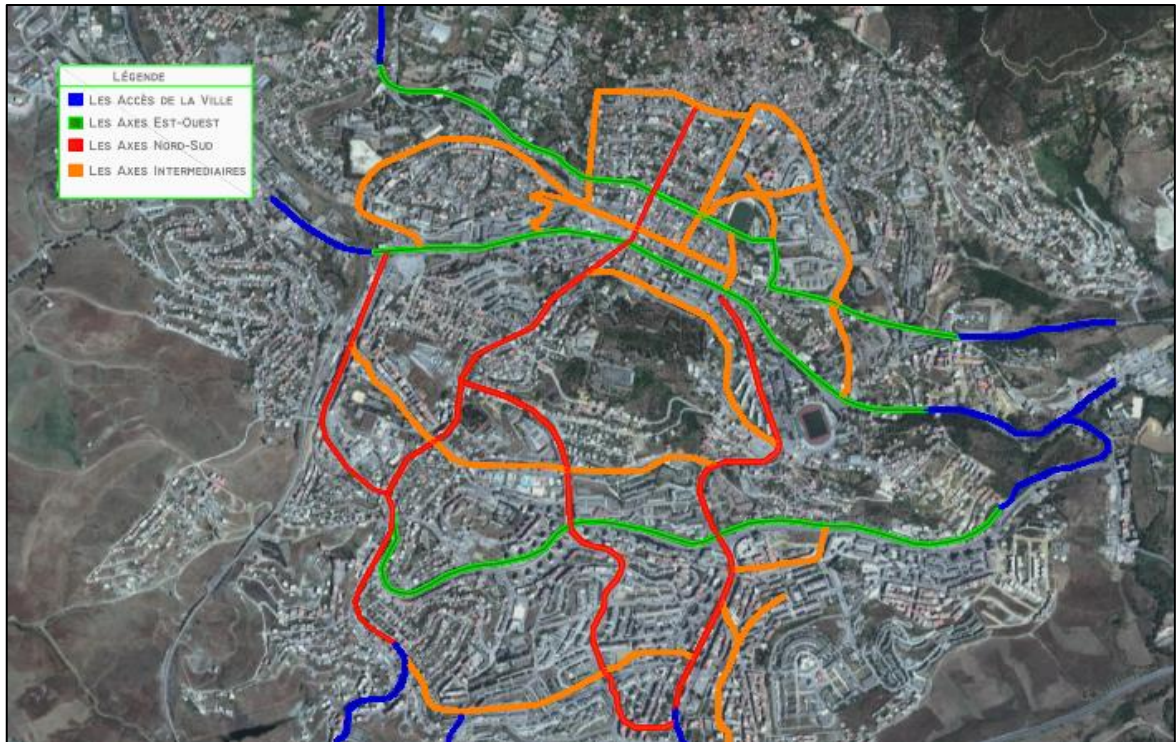 LÉGENDE
LES ACCÈS DE LA VILLE
LES AXES EST-OUEST
LES AXES NORD-SUD
LES AXES INTERMEDIAIRES